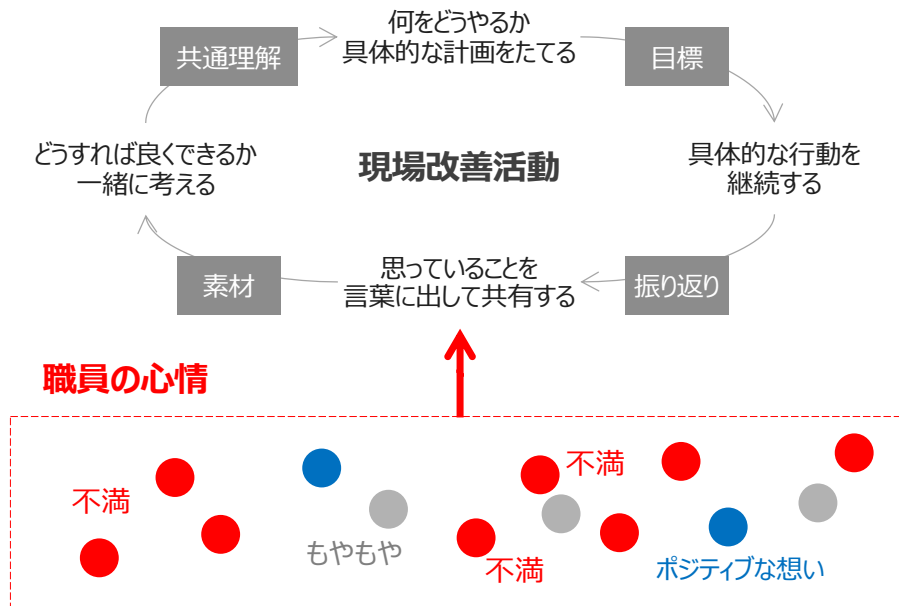 何をどうやるか
具体的な計画をたてる
共通理解
目標
どうすれば良くできるか
一緒に考える
現場改善活動
具体的な行動を
継続する
素材
思っていることを
言葉に出して共有する
振り返り
職員の心情
不満
不満
もやもや
不満
ポジティブな想い